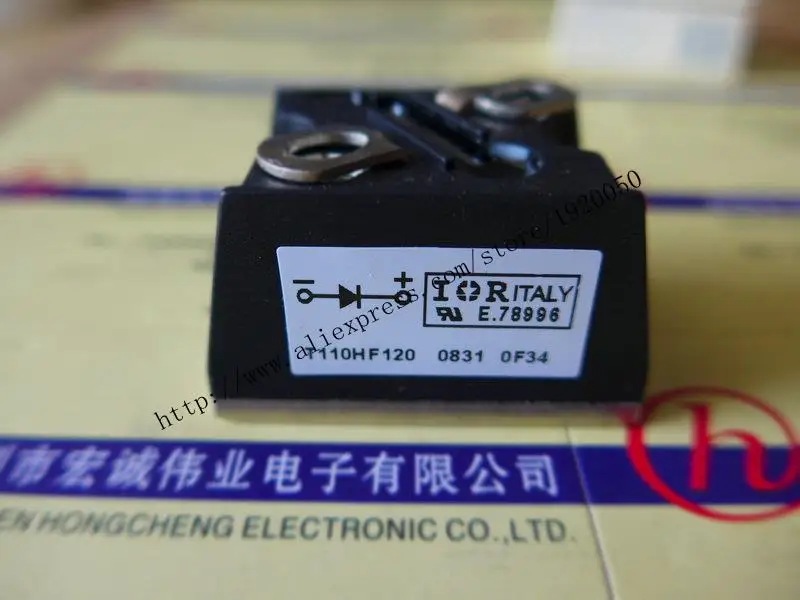 − +
IOR ITALY
E.78996
T110HF120 0831 0F34
http://www.aliexpress.com/store/1920050
市宏诚伟业电子有限公司
EN HONGCHENG ELECTRONIC CO.,LTD.
h